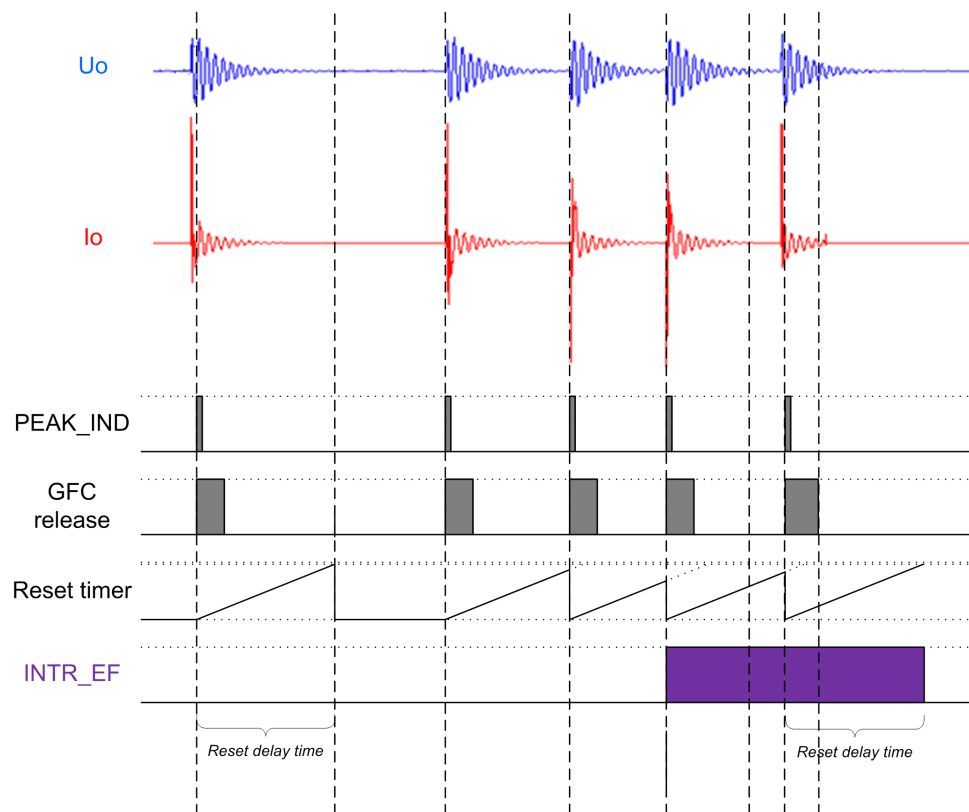 Uo
Io
PEAK_IND
GFC
release
Reset timer
INTR_EF
Reset delay time
Reset delay time